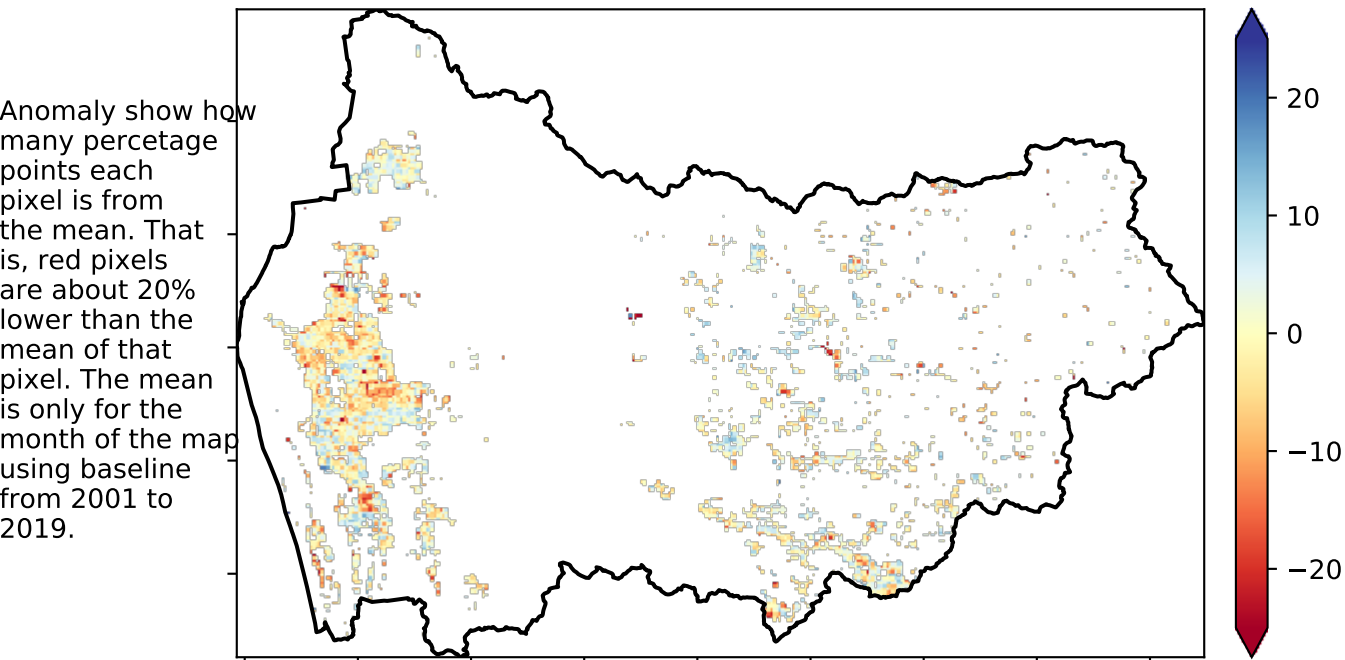 Anomaly show how
many percetage
points each
pixel is from
the mean. That
is, red pixels
are about 20%
lower than the
mean of that
pixel. The mean
is only for the
month of the map
using baseline
from 2001 to
2019.
20
10
0
−10
−20